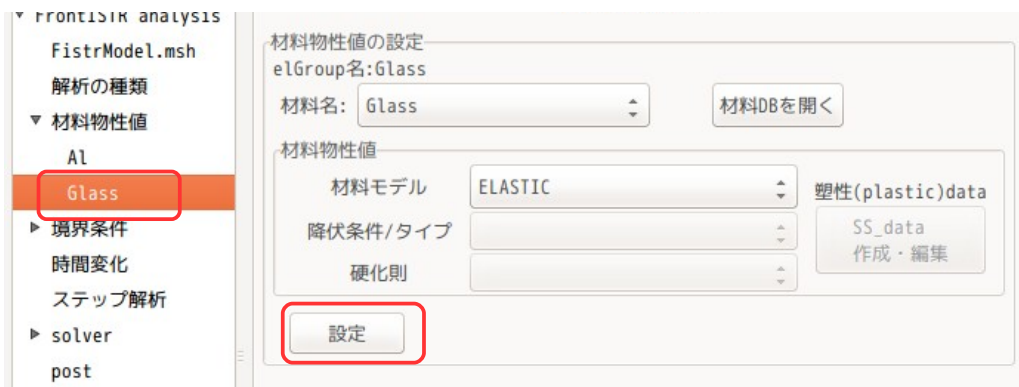 FrontISTR analysis
FistrModel.msh
解析の種類
材料物性値
Al
Glass
境界条件
時間変化
ステップ解析
solver
post
材料物性値の設定
elGroup名:Glass
材料名: Glass 材料DBを開く
材料物性値
材料モデル ELASTIC
塑性(plastic)data
降伏条件/タイプ
SS_data
作成・編集
硬化則
設定